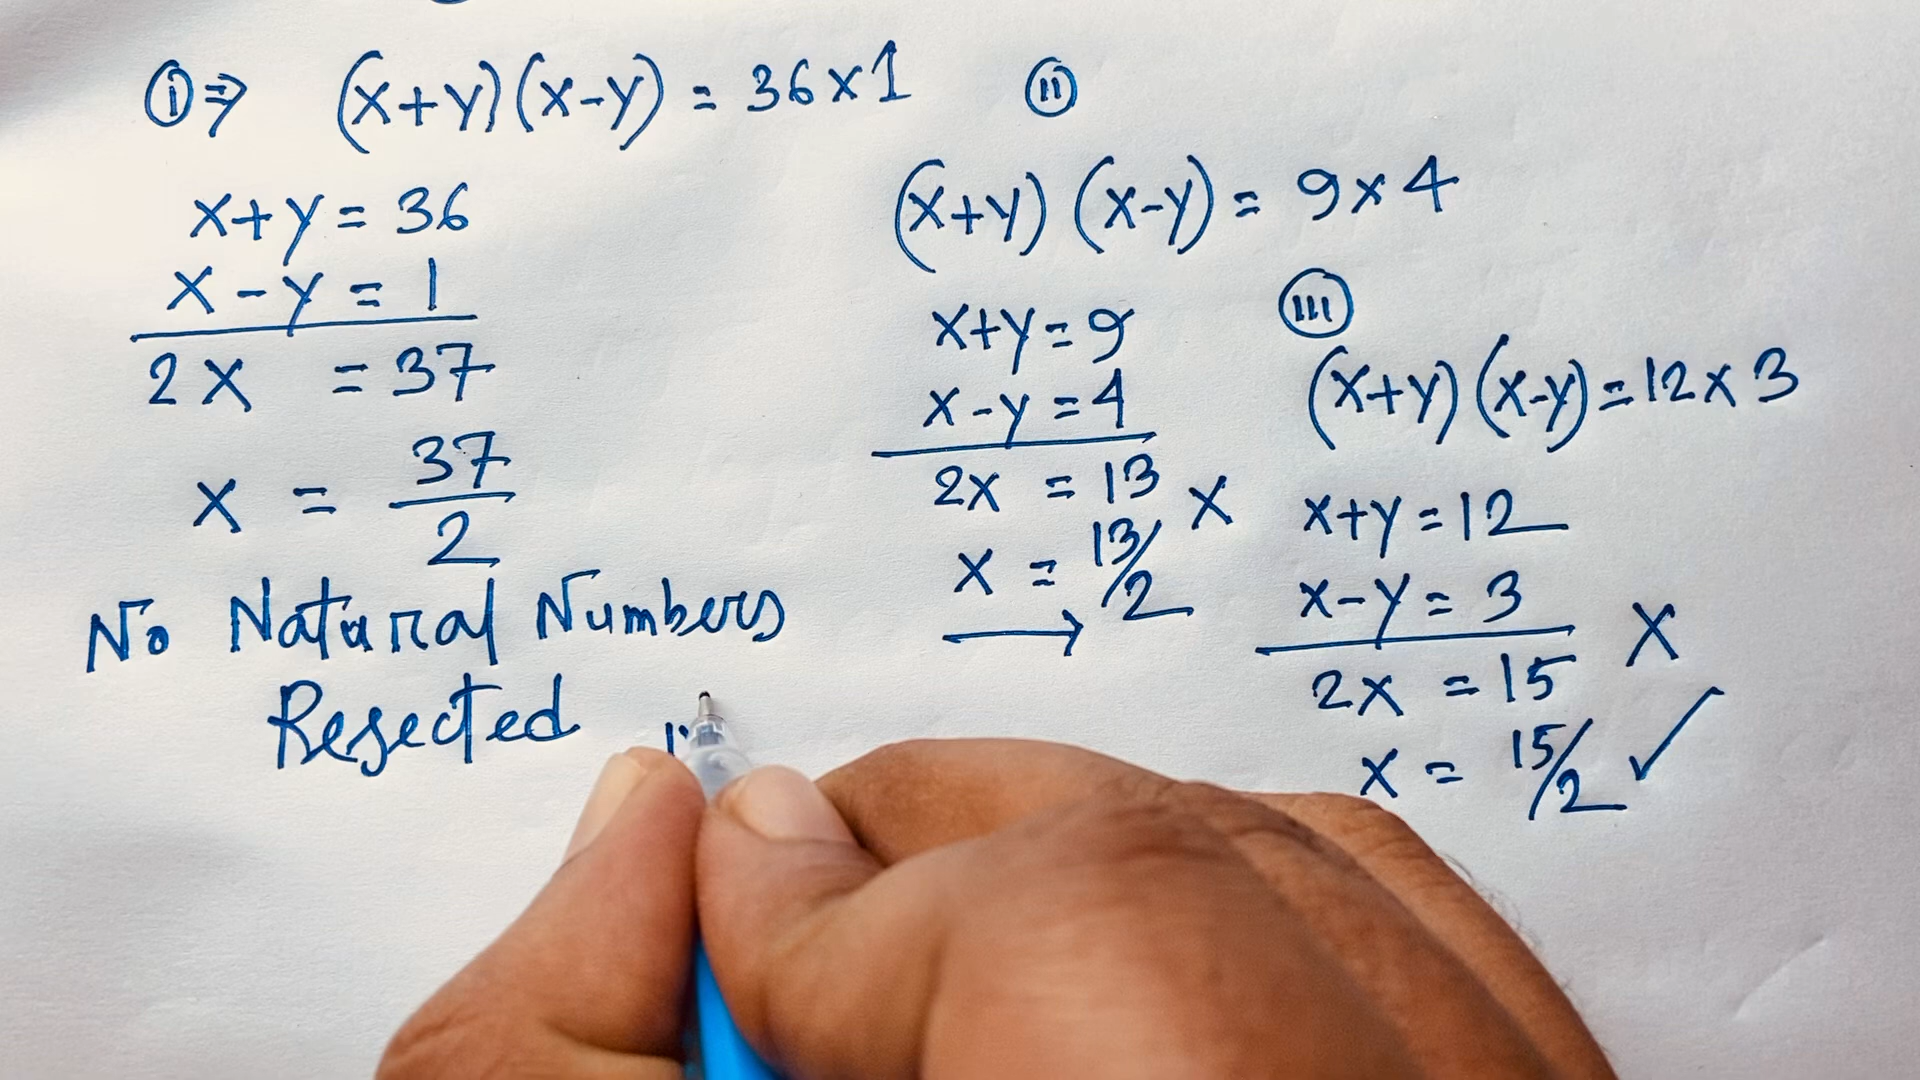 i ⇒ (x+y)(x-y) = 36×1
x+y = 36
x-y = 1
2x = 37
x = 37/2
No Natural Numbers
Rejected
ii
(x+y)(x-y) = 9×4
x+y = 9
x-y = 4
2x = 13 ×
x = 13/2
→
iii
(x+y)(x-y) = 12×3
x+y = 12
x-y = 3 ×
2x = 15
x = 15/2 ✓